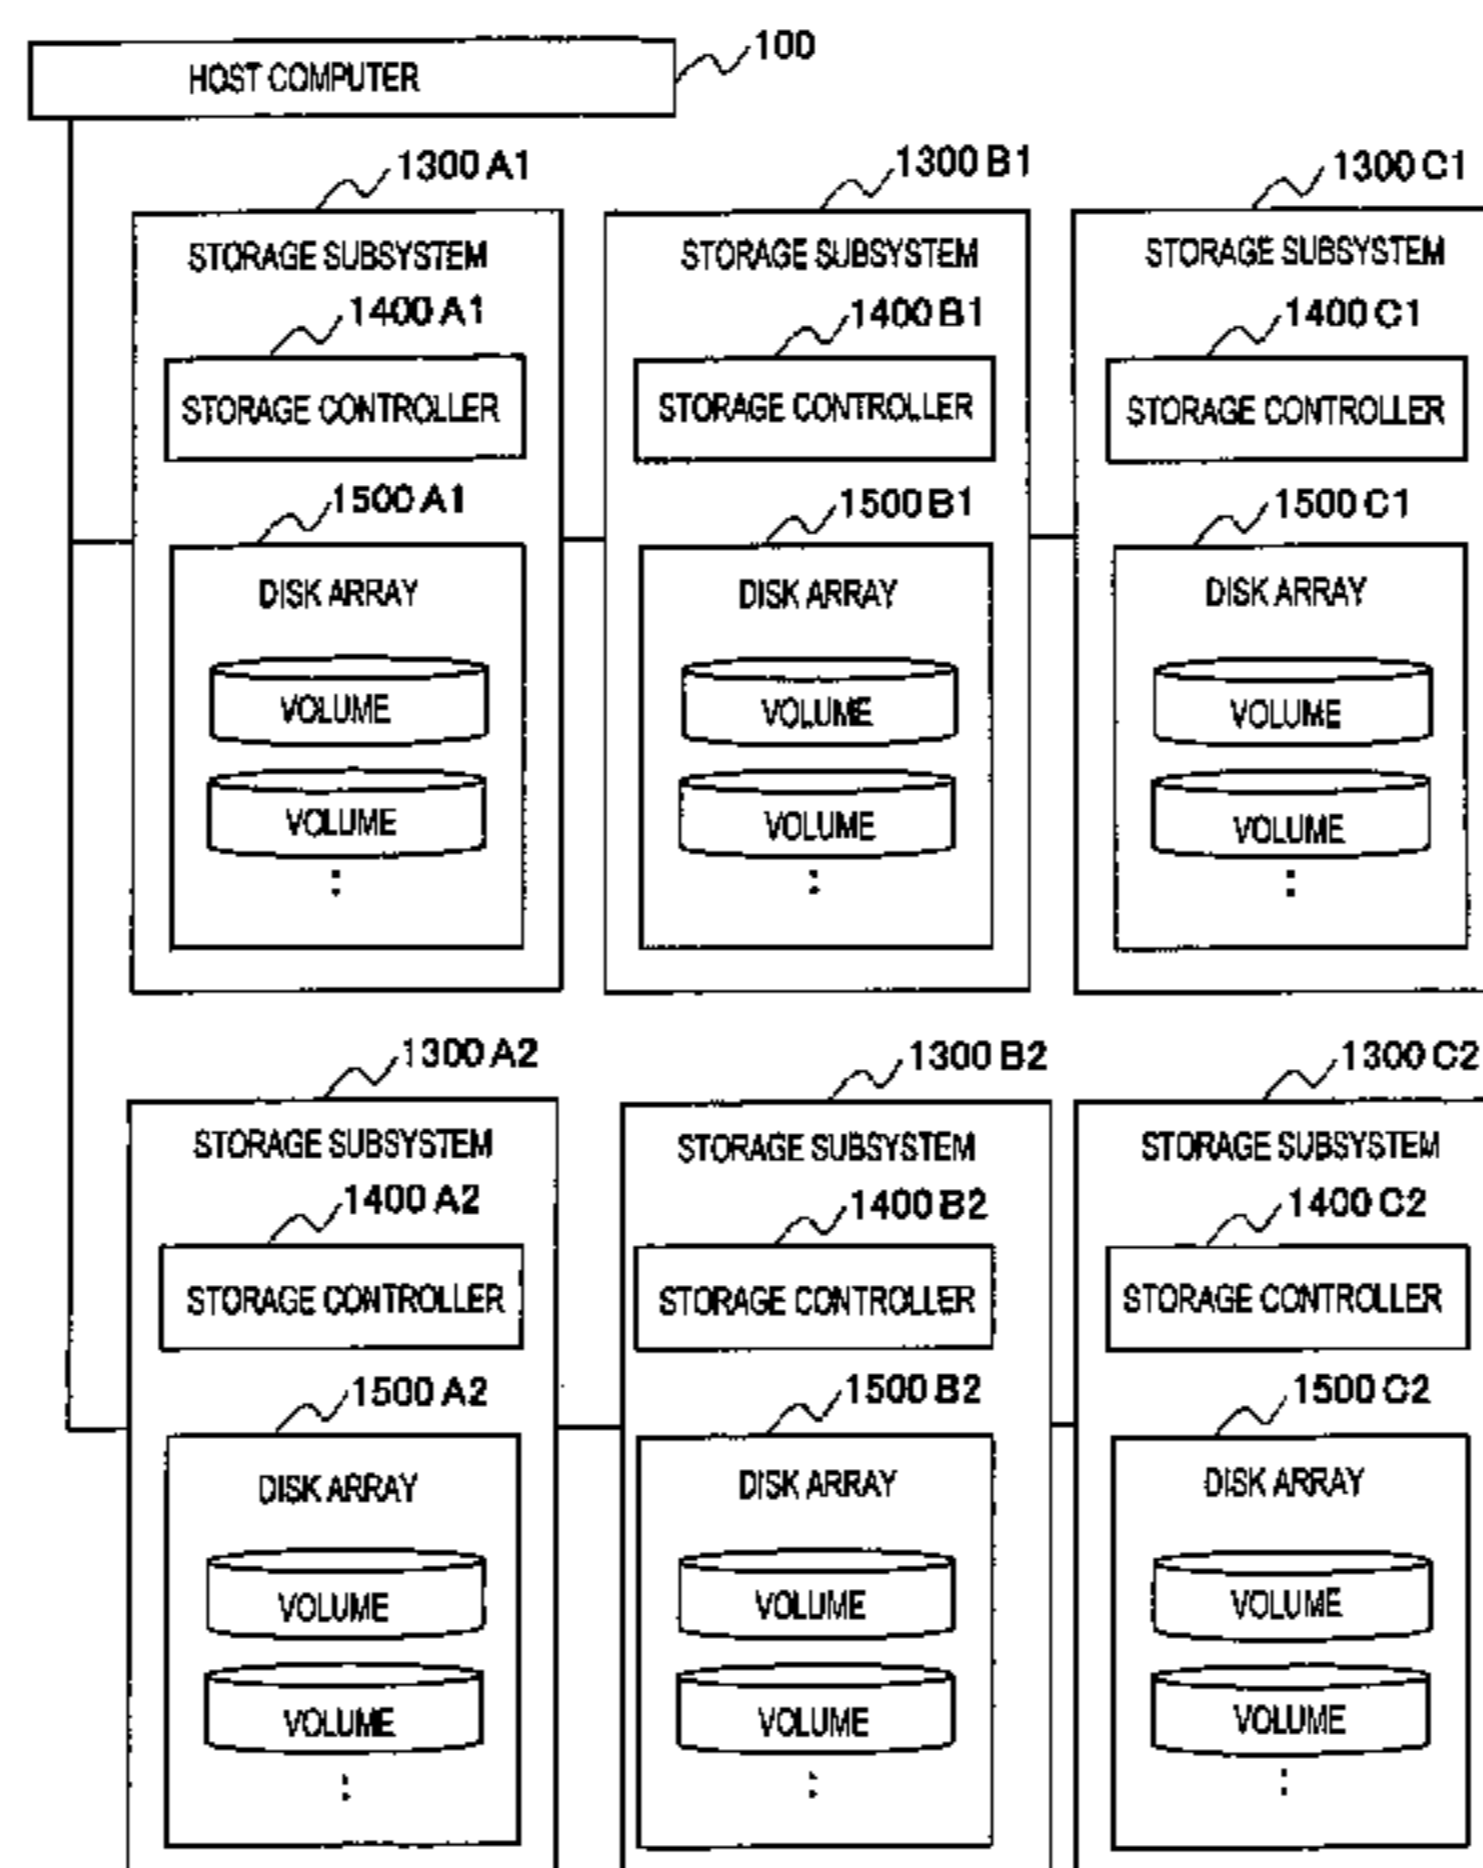 HOST COMPUTER
100
1300 A1
1300 B1
1300 C1
STORAGE SUBSYSTEM
STORAGE SUBSYSTEM
STORAGE SUBSYSTEM
1400 A1
1400 B1
1400 C1
STORAGE CONTROLLER
STORAGE CONTROLLER
STORAGE CONTROLLER
1500 A1
1500 B1
1500 C1
DISK ARRAY
DISK ARRAY
DISK ARRAY
VOLUME
VOLUME
VOLUME
VOLUME
VOLUME
VOLUME
:
:
:
1300 A2
1300 B2
1300 C2
STORAGE SUBSYSTEM
STORAGE SUBSYSTEM
STORAGE SUBSYSTEM
1400 A2
1400 B2
1400 C2
STORAGE CONTROLLER
STORAGE CONTROLLER
STORAGE CONTROLLER
1500 A2
1500 B2
1500 C2
DISK ARRAY
DISK ARRAY
DISK ARRAY
VOLUME
VOLUME
VOLUME
VOLUME
VOLUME
VOLUME
:
:
: